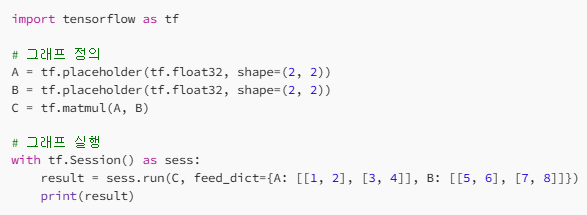 import tensorflow as tf
# 그래프 정의
A = tf.placeholder(tf.float32, shape=(2, 2))
B = tf.placeholder(tf.float32, shape=(2, 2))
C = tf.matmul(A, B)
# 그래프 실행
with tf.Session() as sess:
    result = sess.run(C, feed_dict={A: [[1, 2], [3, 4]], B: [[5, 6], [7, 8]]})
    print(result)